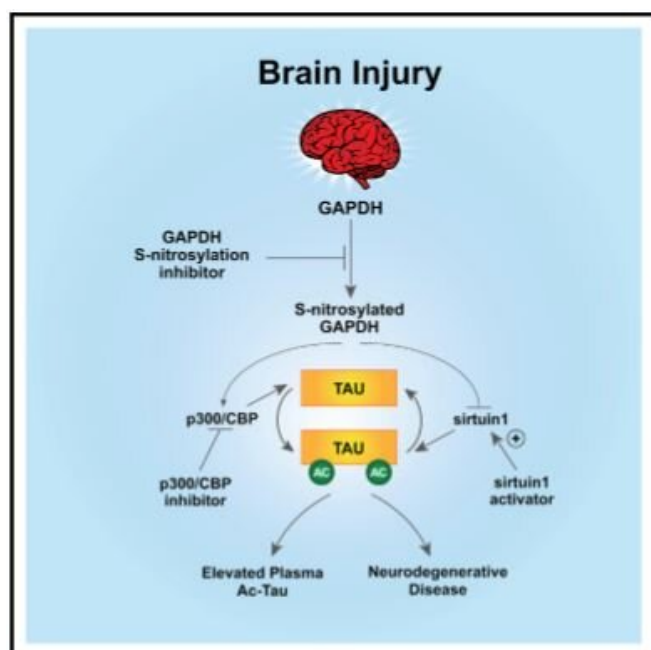 Brain Injury
GAPDH
GAPDH
S-nitrosylation
inhibitor
S-nitrosylated
GAPDH
TAU
p300/CBP
sirtuin1
+
TAU
AC
AC
p300/CBP
inhibitor
sirtuin1
activator
Elevated Plasma
Ac-Tau
Neurodegenerative
Disease